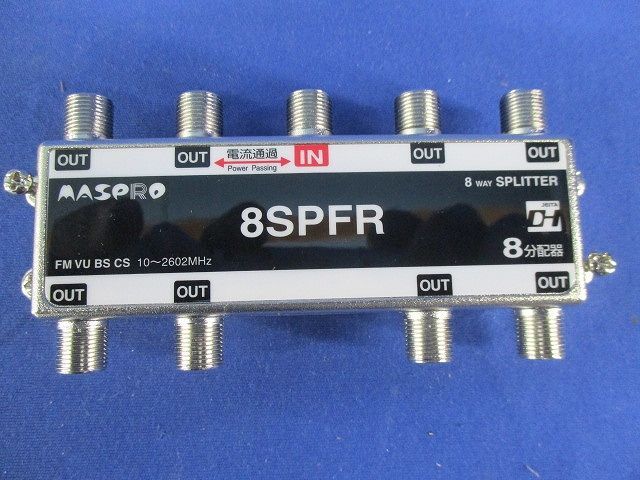 OUT OUT 電流通過 IN OUT OUT
Power Passing
MASPRO 8 WAY SPLITTER
8SPFR
JEITA
DH
FM VU BS CS 10～2602MHz 8分配器
OUT OUT OUT OUT